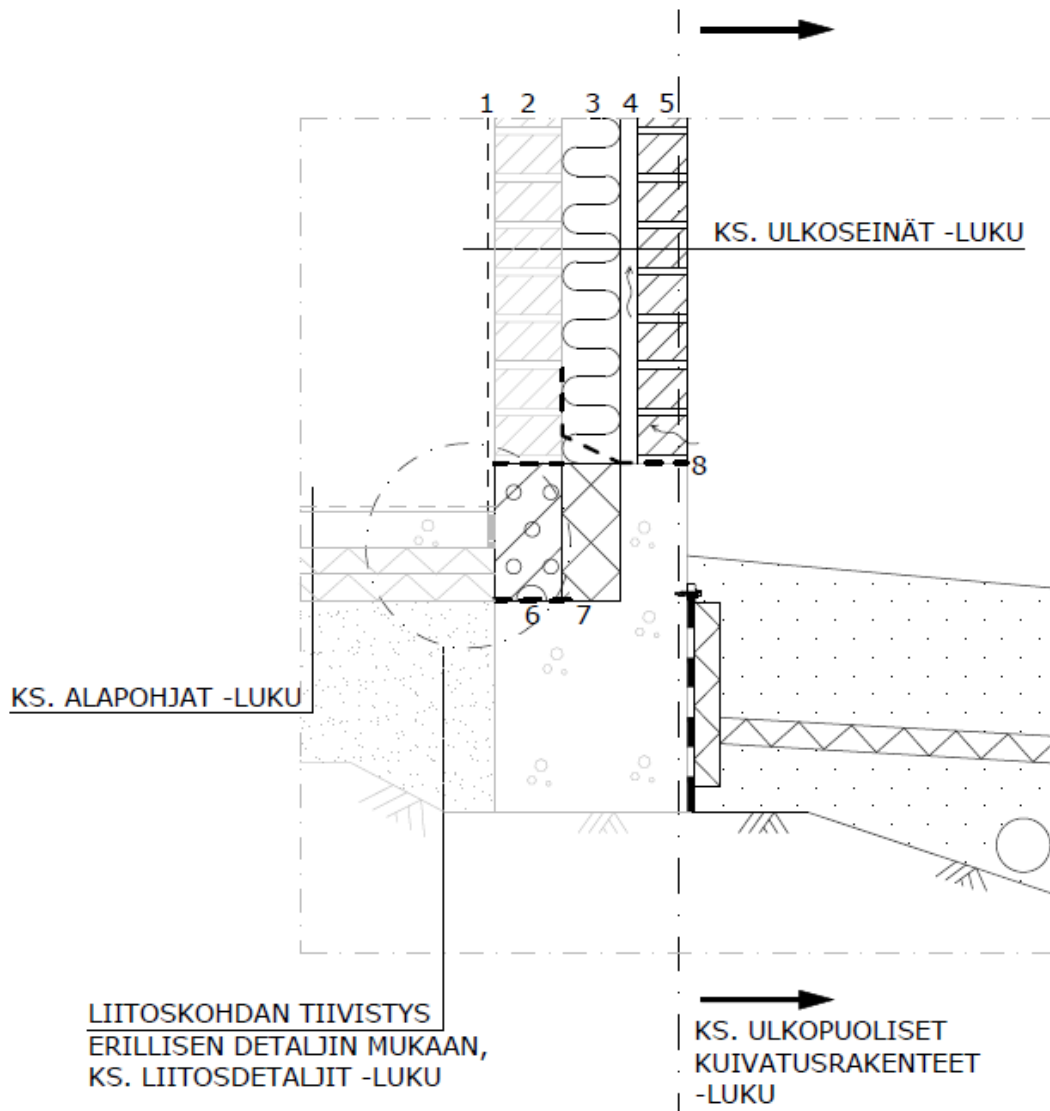 1 2 3 4 5
KS. ULKOSEINÄT -LUKU
8
6 7
KS. ALAPOHJAT -LUKU
LIITOSKOHDAN TIIVISTYS
ERILLISEN DETALJIN MUKAAN,
KS. LIITOSDETALJIT -LUKU
KS. ULKOPUOLISET
KUIVATUSRAKENTEET
-LUKU